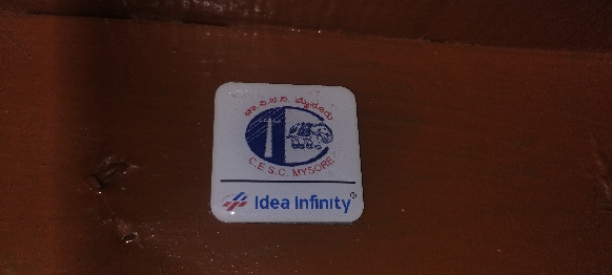 ಚಾ.ವಿ.ಸ.ನಿ. ಮೈಸೂರು
C.E.S.C. MYSORE
Idea Infinity®